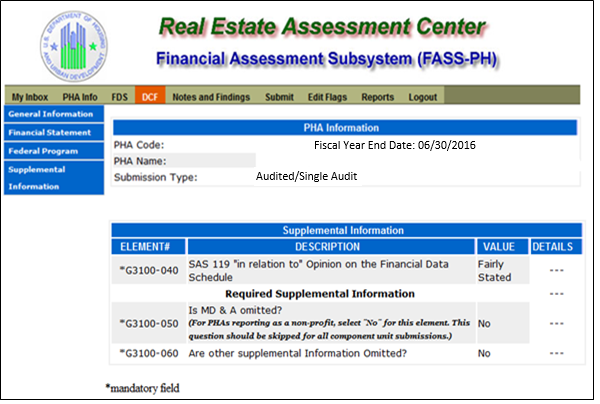 U.S. DEPARTMENT OF HOUSING
AND URBAN DEVELOPMENT
Real Estate Assessment Center
Financial Assessment Subsystem (FASS-PH)
My Inbox PHA Info FDS DCF Notes and Findings Submit Edit Flags Reports Logout
General Information
Financial Statement
Federal Program
Supplemental
Information
PHA Information
PHA Code: Fiscal Year End Date: 06/30/2016
PHA Name:
Submission Type: Audited/Single Audit
Supplemental Information
ELEMENT# DESCRIPTION VALUE DETAILS
*G3100-040 SAS 119 "in relation to" Opinion on the Financial Data Fairly ---
Schedule Stated
Required Supplemental Information ---
Is MD & A omitted?
*G3100-050 (For PHAs reporting as a non-profit, select "No" for this element. This No ---
question should be skipped for all component unit submissions.)
*G3100-060 Are other supplemental Information Omitted? No ---
*mandatory field